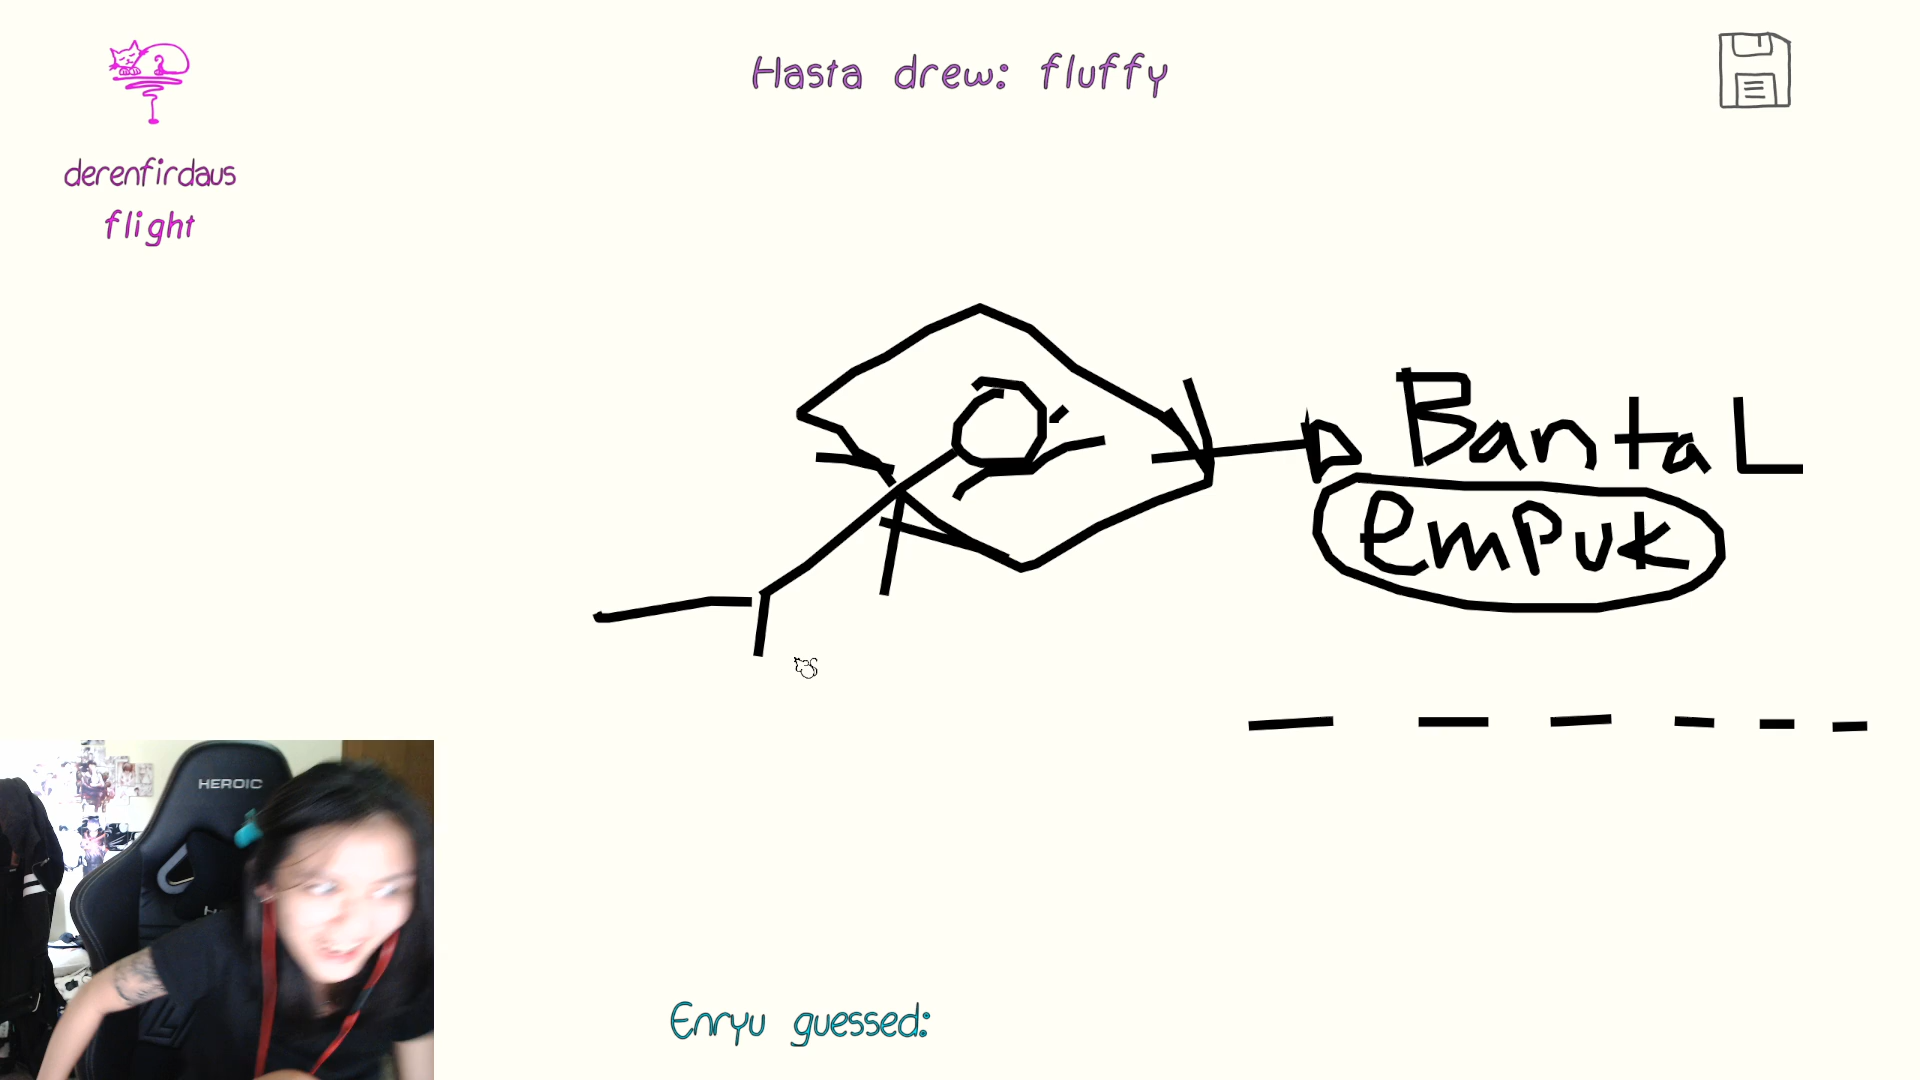 Hasta drew: fluffy
derenfirdaus
flight
BantaL
emPuk
HEROIC
Enryu guessed: